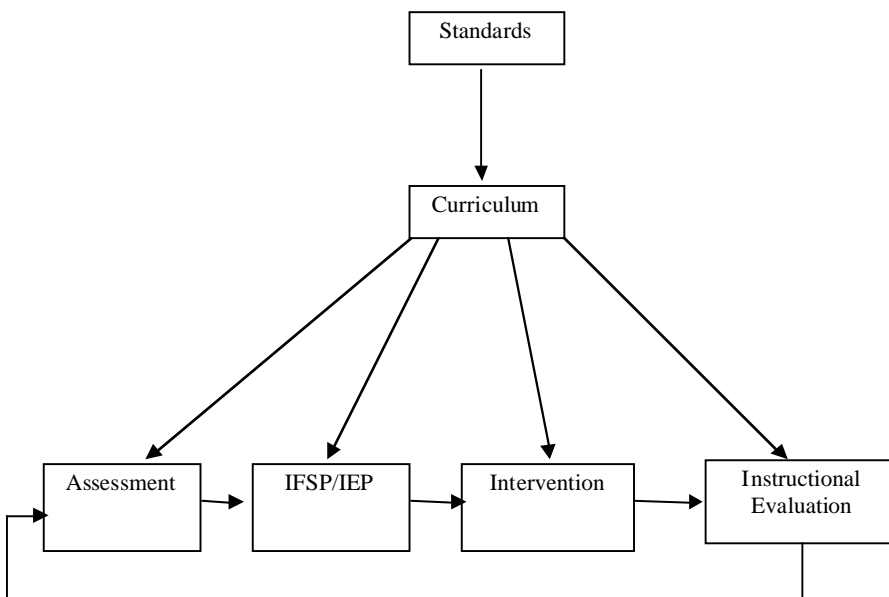 Standards
Curriculum
Assessment
IFSP/IEP
Intervention
Instructional
Evaluation